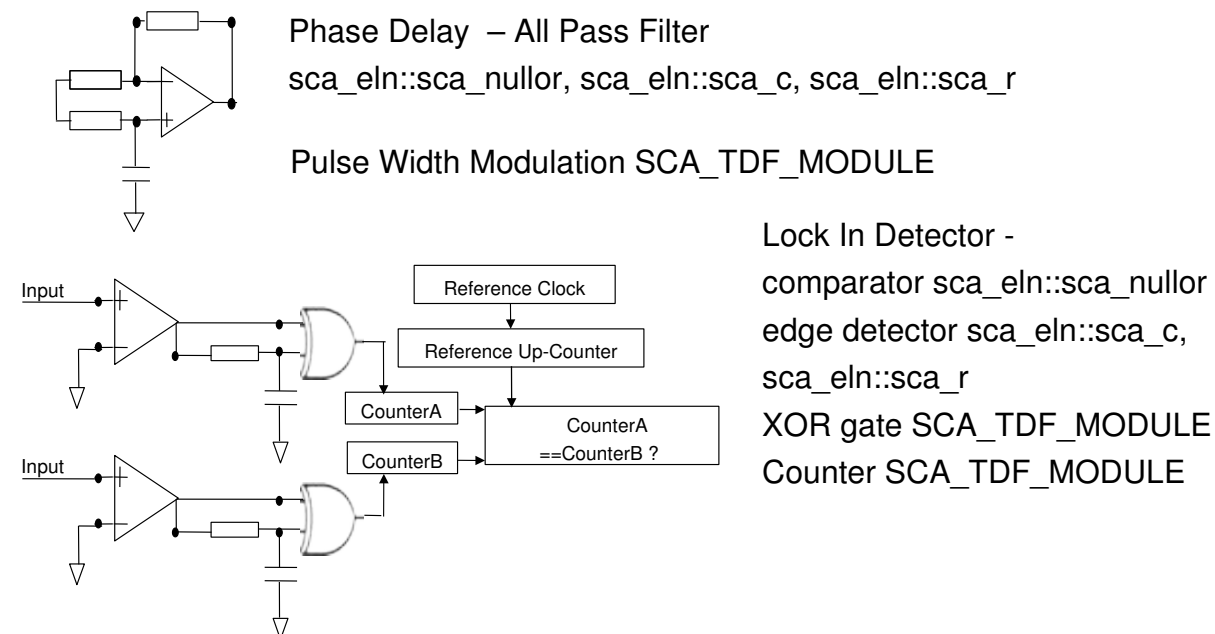 Phase Delay – All Pass Filter
sca_eln::sca_nullor, sca_eln::sca_c, sca_eln::sca_r
Pulse Width Modulation SCA_TDF_MODULE
Lock In Detector -
comparator sca_eln::sca_nullor
edge detector sca_eln::sca_c,
sca_eln::sca_r
XOR gate SCA_TDF_MODULE
Counter SCA_TDF_MODULE
Input
Reference Clock
Reference Up-Counter
CounterA
CounterA
==CounterB ?
CounterB
Input